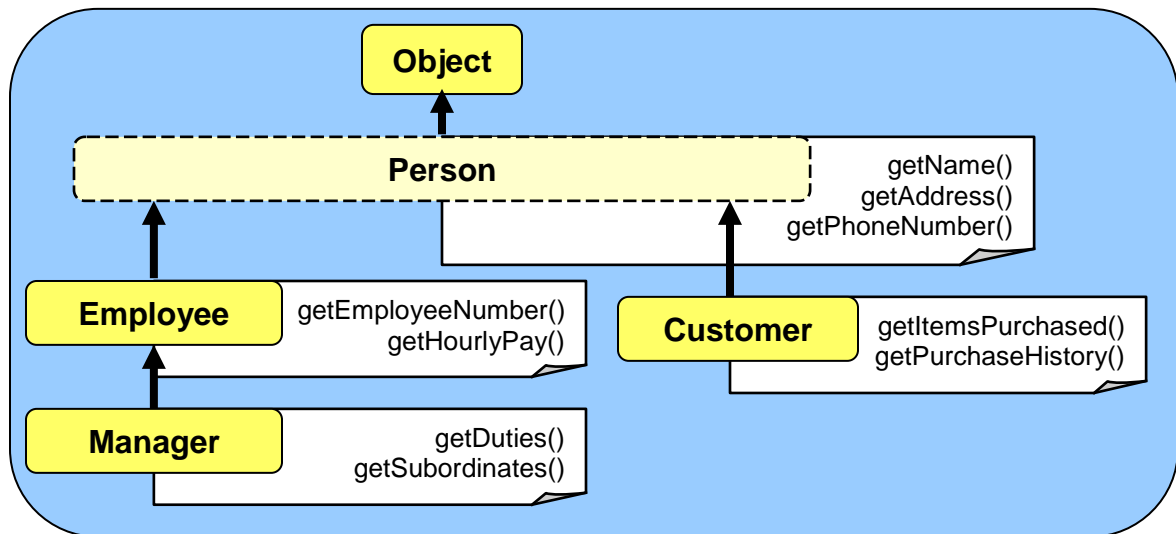 Object
Person
getName()
getAddress()
getPhoneNumber()
Employee
getEmployeeNumber()
getHourlyPay()
Customer
getItemsPurchased()
getPurchaseHistory()
Manager
getDuties()
getSubordinates()